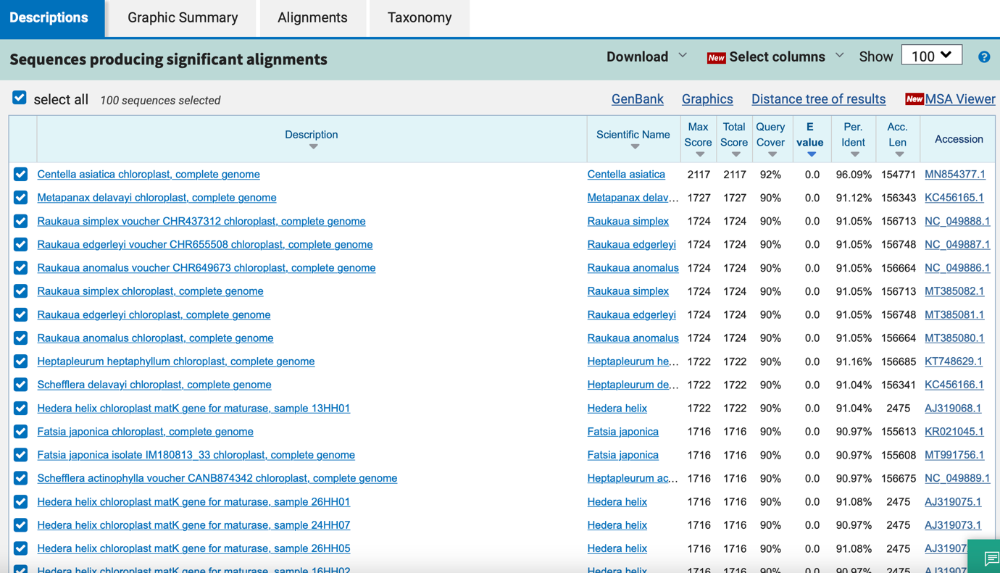 Descriptions Graphic Summary Alignments Taxonomy
Sequences producing significant alignments Download New Select columns Show 100 ?
select all 100 sequences selected GenBank Graphics Distance tree of results New MSA Viewer
Description Scientific Name Max Score Total Score Query Cover E value Per. Ident Acc. Len Accession
Centella asiatica chloroplast, complete genome Centella asiatica 2117 2117 92% 0.0 96.09% 154771 MN854377.1
Metapanax delavayi chloroplast, complete genome Metapanax delav... 1727 1727 90% 0.0 91.12% 156343 KC456165.1
Raukaua simplex voucher CHR437312 chloroplast, complete genome Raukaua simplex 1724 1724 90% 0.0 91.05% 156713 NC_049888.1
Raukaua edgerleyi voucher CHR655508 chloroplast, complete genome Raukaua edgerleyi 1724 1724 90% 0.0 91.05% 156748 NC_049887.1
Raukaua anomalus voucher CHR649673 chloroplast, complete genome Raukaua anomalus 1724 1724 90% 0.0 91.05% 156664 NC_049886.1
Raukaua simplex chloroplast, complete genome Raukaua simplex 1724 1724 90% 0.0 91.05% 156713 MT385082.1
Raukaua edgerleyi chloroplast, complete genome Raukaua edgerleyi 1724 1724 90% 0.0 91.05% 156748 MT385081.1
Raukaua anomalus chloroplast, complete genome Raukaua anomalus 1724 1724 90% 0.0 91.05% 156664 MT385080.1
Heptapleurum heptaphyllum chloroplast, complete genome Heptapleurum he... 1722 1722 90% 0.0 91.16% 156685 KT748629.1
Schefflera delavayi chloroplast, complete genome Heptapleurum de... 1722 1722 90% 0.0 91.04% 156341 KC456166.1
Hedera helix chloroplast matK gene for maturase, sample 13HH01 Hedera helix 1722 1722 90% 0.0 91.04% 2475 AJ319068.1
Fatsia japonica chloroplast, complete genome Fatsia japonica 1716 1716 90% 0.0 90.97% 155613 KR021045.1
Fatsia japonica isolate IM180813_33 chloroplast, complete genome Fatsia japonica 1716 1716 90% 0.0 90.97% 155608 MT991756.1
Schefflera actinophylla voucher CANB874342 chloroplast, complete genome Heptapleurum ac... 1716 1716 90% 0.0 90.97% 156675 NC_049889.1
Hedera helix chloroplast matK gene for maturase, sample 26HH01 Hedera helix 1716 1716 90% 0.0 91.08% 2475 AJ319075.1
Hedera helix chloroplast matK gene for maturase, sample 24HH07 Hedera helix 1716 1716 90% 0.0 90.97% 2475 AJ319073.1
Hedera helix chloroplast matK gene for maturase, sample 26HH05 Hedera helix 1716 1716 90% 0.0 91.08% 2475 AJ31907
Hedera helix chloroplast matK gene for maturase, sample 16HH02 Hedera helix 1716 1716 90% 0.0 90.97% 2475 AJ31907